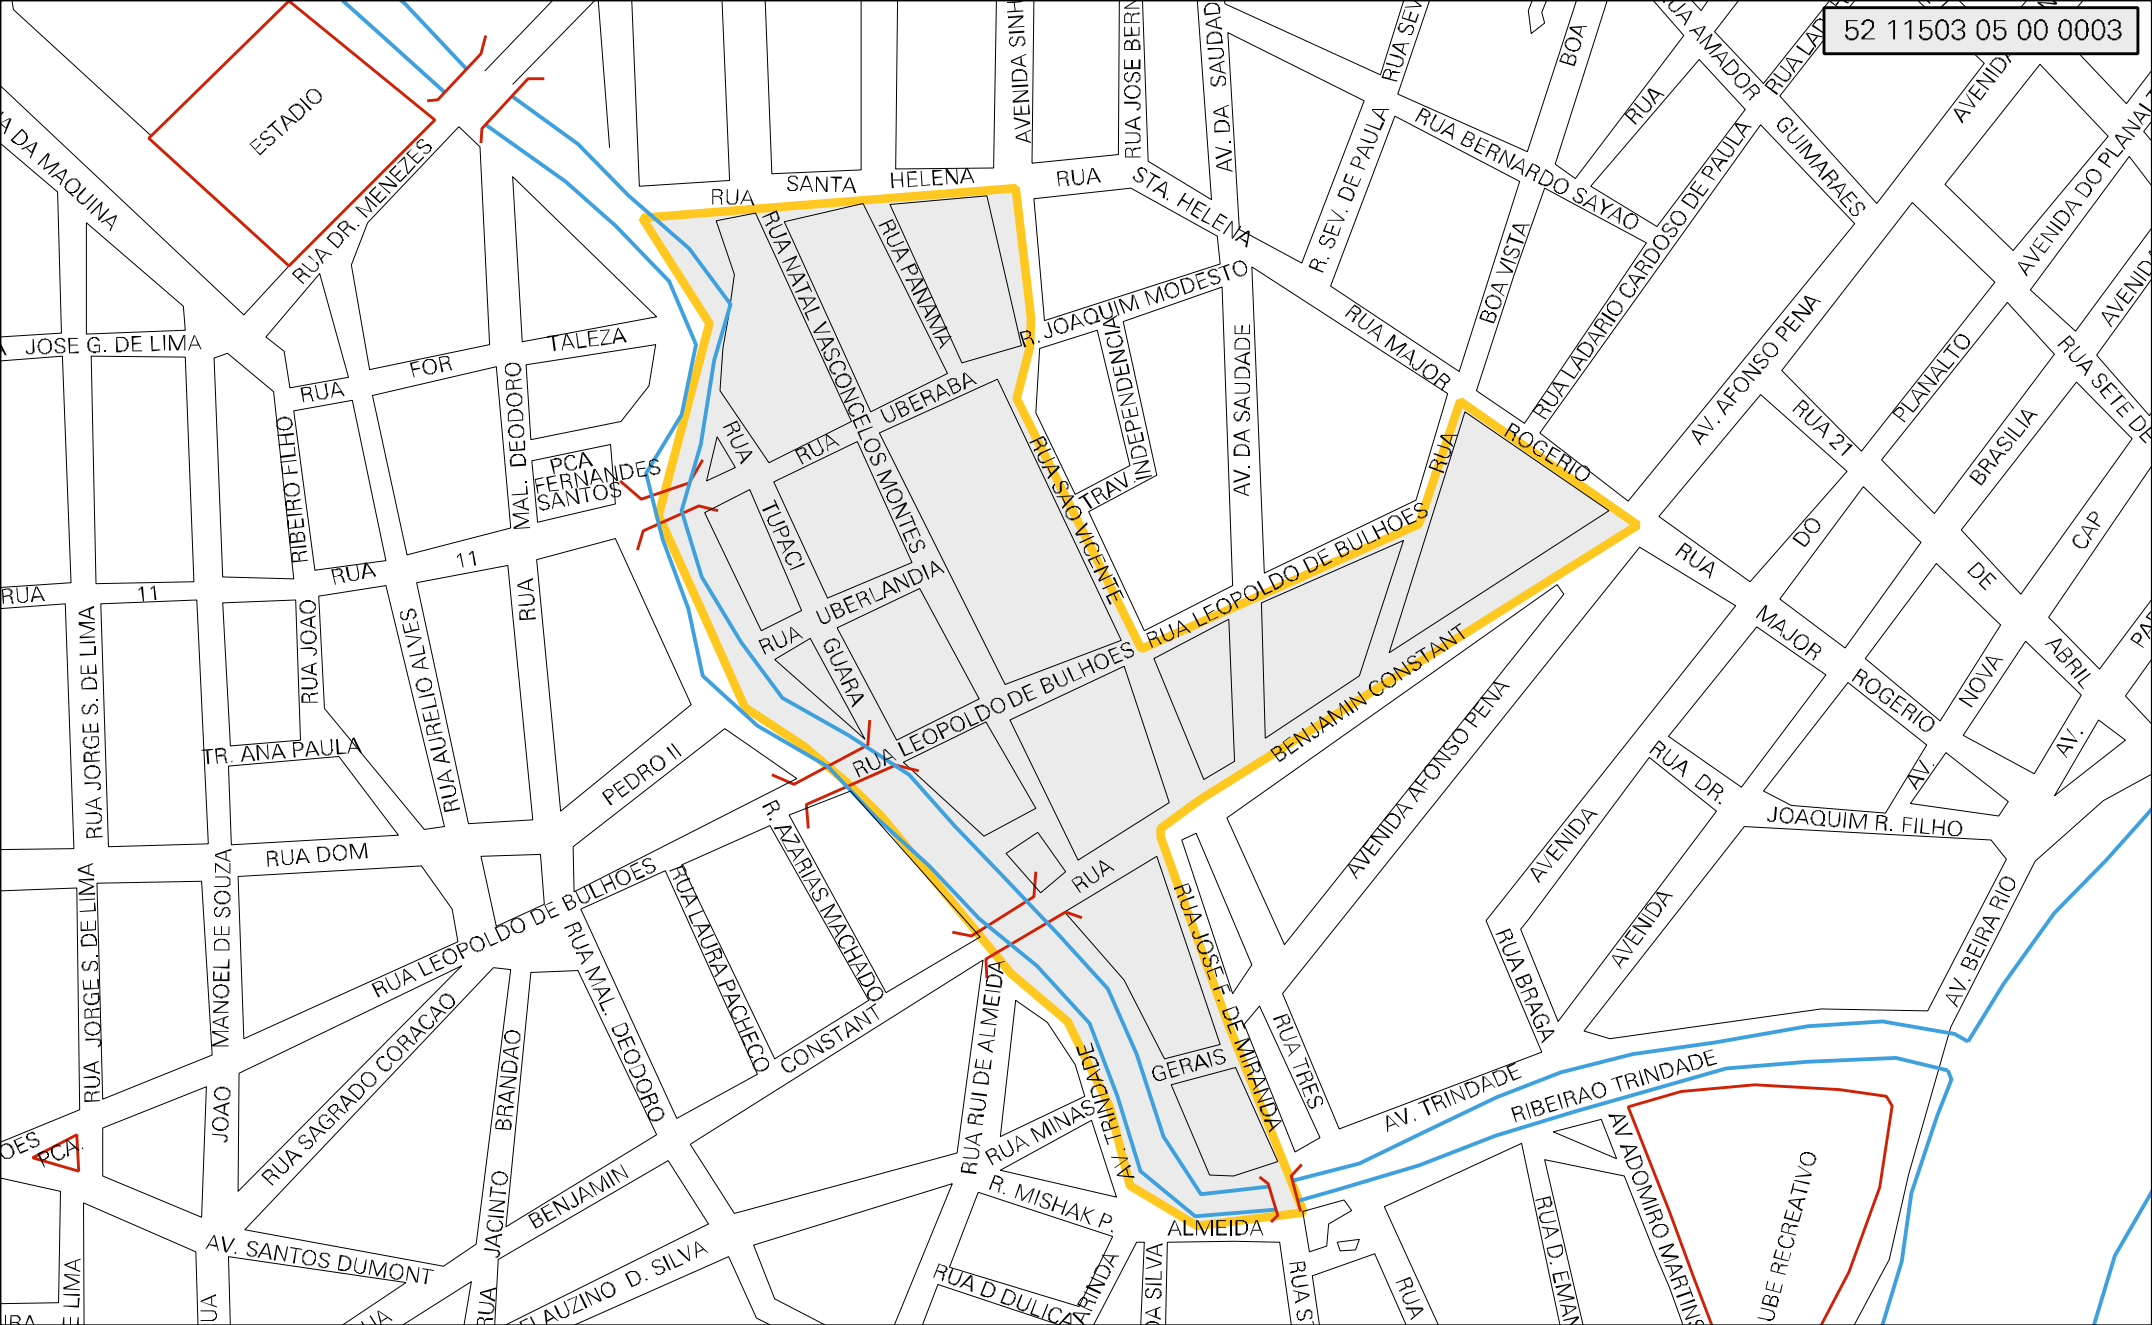 52 11503 05 00 0003
ESTADIO
DA MAQUINA
RUA DR. MENEZES
RUA SANTA HELENA
RUA
STA. HELENA
AVENIDA SINH
RUA JOSE BERN
AV. DA SAUDAD
RUA SEV
R. SEV. DE PAULA
BOA
BOA VISTA
RUA
RUA BERNARDO SAYAO
RUA AMADOR
GUIMARAES
RUA LAD
RUA LADARIO CARDOSO DE PAULA
AVENIDA
AVENIDA DO PLANAL
AVENID
RUA SETE DE
JOSE G. DE LIMA
RUA FOR TALEZA
RIBEIRO FILHO
MAL. DEODORO
PCA
FERNANDES
SANTOS
RUA NATAL VASCONCELOS MONTES
RUA PANAMA
RUA UBERABA
RUA TUPACI
RUA UBERLANDIA
GUARA
RUA SAO VICENTE
R. JOAQUIM MODESTO
INDEPENDENCIA
TRAV.
AV. DA SAUDADE
RUA MAJOR
RUA ROGERIO
AV. AFONSO PENA
RUA 21
PLANALTO
BRASILIA
CAP
DO
DE
RUA
MAJOR
ROGERIO
NOVA
ABRIL
AV.
AV.
RUA LEOPOLDO DE BULHOES
RUA LEOPOLDO DE BULHOES
BENJAMIN CONSTANT
RUA
RUA 11
RUA 11
RUA JORGE S. DE LIMA
RUA JOAO
RUA AURELIO ALVES
RUA
TR. ANA PAULA
PEDRO II
RUA DOM
RUA JORGE S. DE LIMA
MANOEL DE SOUZA
JOAO
RUA LEOPOLDO DE BULHOES
RUA LAURA PACHECO
R. AZARIAS MACHADO
RUA MAL. DEODORO
RUA SAGRADO CORACAO
BRANDAO
JACINTO
RUA
CONSTANT
BENJAMIN
RUA RUI DE ALMEIDA
RUA MINAS
GERAIS
AV. TRINDADE
R. MISHAK P.
RUA D DULICA
ARINDA
ALMEIDA
DA SILVA
RUA S
RUA
RUA JOSE F. DE MIRANDA
RUA TRES
AVENIDA AFONSO PENA
AVENIDA
AVENIDA
RUA DR.
JOAQUIM R. FILHO
RUA BRAGA
AV. BEIRA RIO
AV. TRINDADE
RIBEIRAO TRINDADE
AV ADOMIRO MARTINS
RUA D. EMAN
UBE RECREATIVO
OES
PCA.
AV. SANTOS DUMONT
LAUZINO D. SILVA
E LIMA
UA
UA
IRA